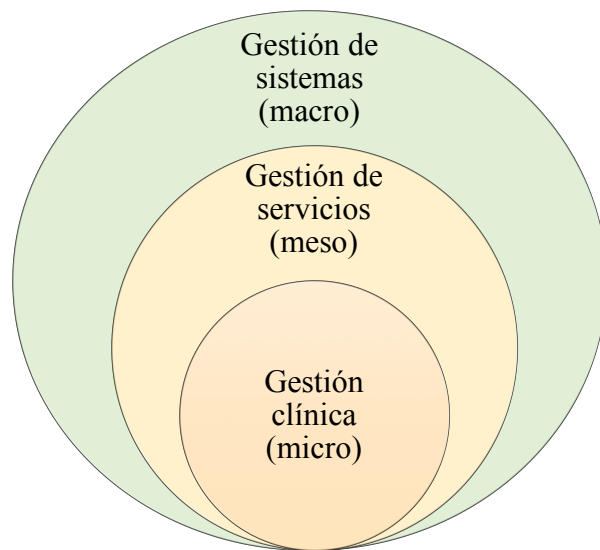 Gestión de
sistemas
(macro)
Gestión de
servicios
(meso)
Gestión
clínica
(micro)